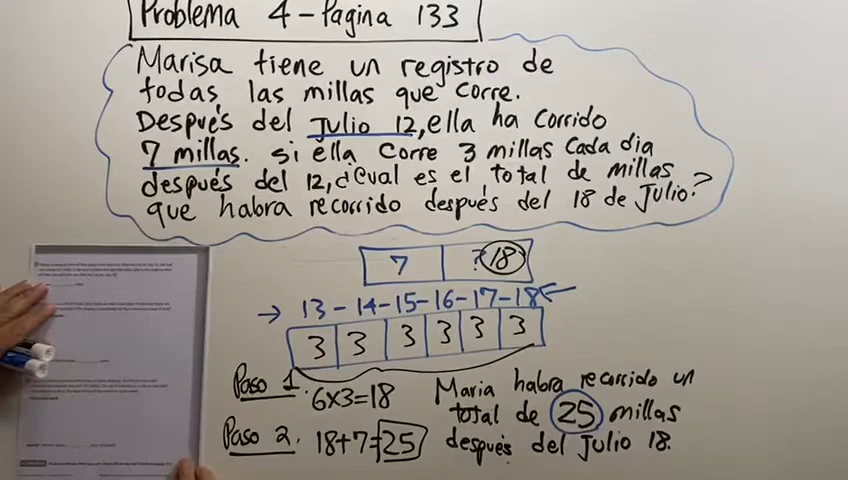 Problema 4 - Pagina 133
Marisa tiene un registro de
todas las millas que corre.
Después del Julio 12, ella ha corrido
7 millas. si ella corre 3 millas cada dia
después del 12, ¿Cual es el total de millas
que habra recorrido después del 18 de Julio?
7 ? 18
13 - 14 - 15 - 16 - 17 - 18
3 3 3 3 3 3
Paso 1. 6x3=18
Paso 2. 18+7=25
Maria habra recorrido un
total de 25 millas
después del Julio 18.